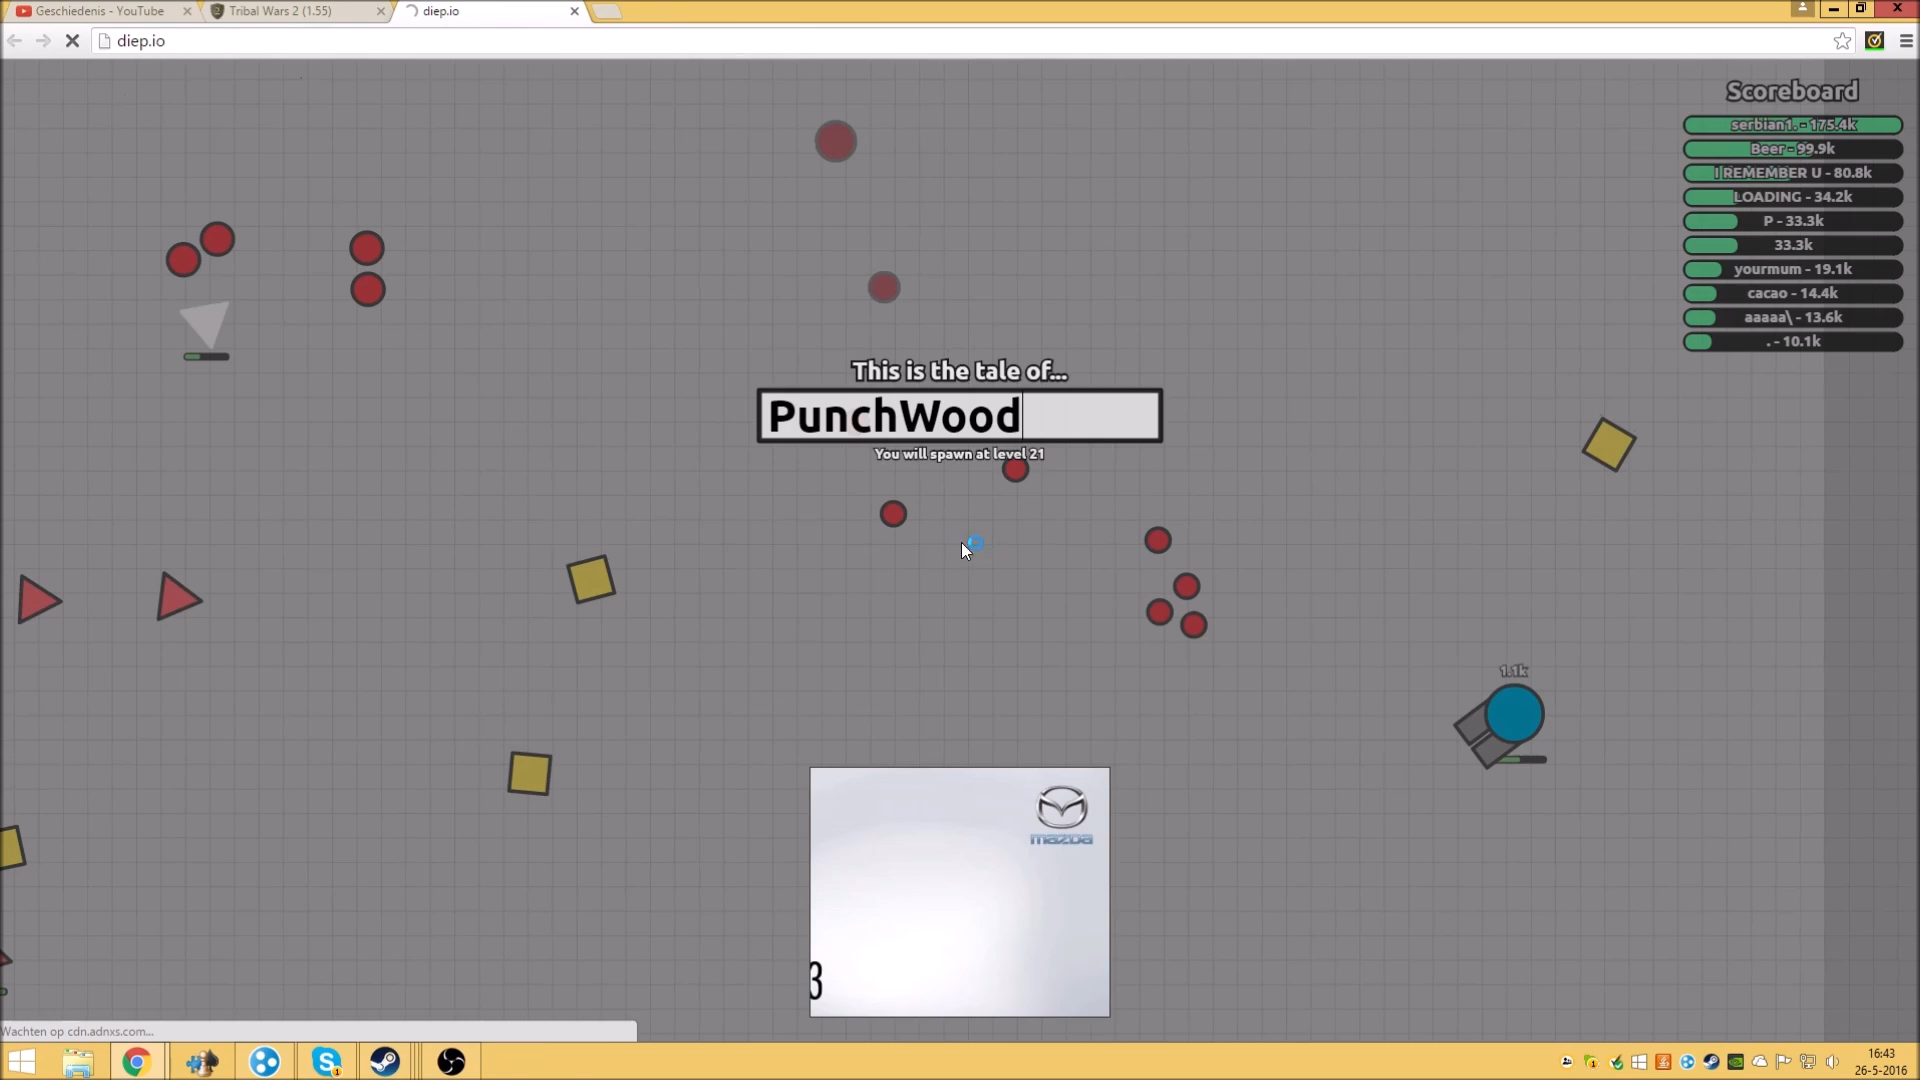 Geschiedenis - YouTube
Tribal Wars 2 (1.55)
diep.io
diep.io
Scoreboard
serbian1. - 175.4k
Beer - 99.9k
I REMEMBER U - 80.8k
LOADING - 34.2k
P - 33.3k
33.3k
yourmum - 19.1k
cacao - 14.4k
aaaaa\ - 13.6k
. - 10.1k
This is the tale of...
PunchWood
You will spawn at level 21
1.1k
mazda
3
Wachten op cdn.adnxs.com...
16:43
26-5-2016